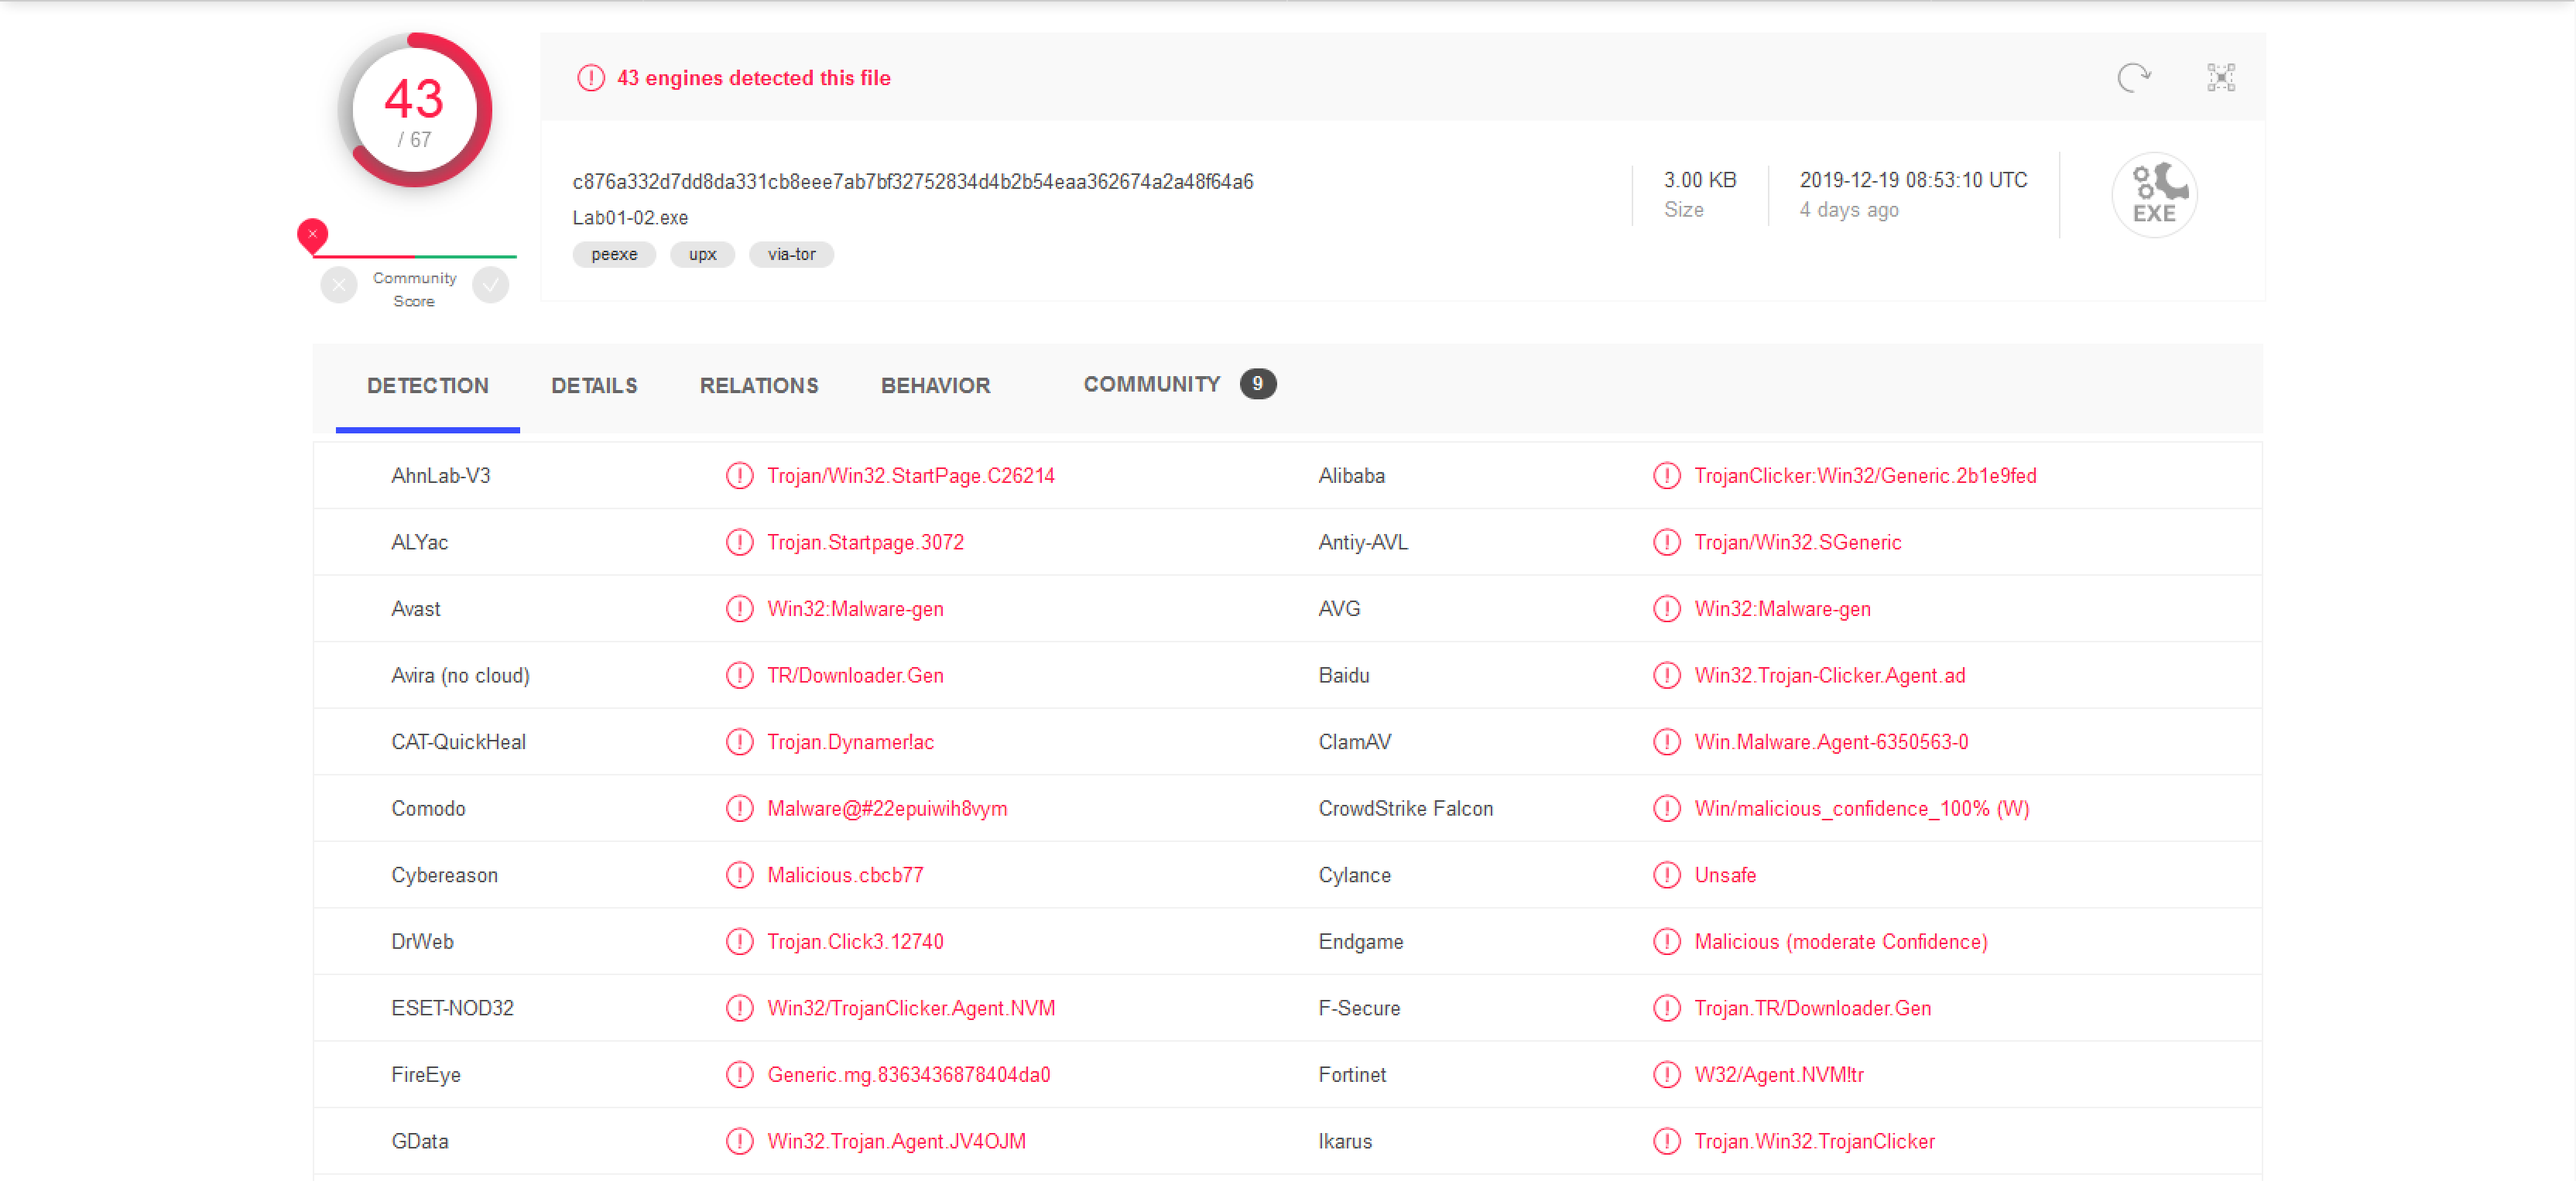 43
/ 67
43 engines detected this file
c876a332d7dd8da331cb8eee7ab7bf32752834d4b2b54eaa362674a2a48f64a6
Lab01-02.exe
peexe upx via-tor
3.00 KB
Size
2019-12-19 08:53:10 UTC
4 days ago
EXE
Community
Score
DETECTION DETAILS RELATIONS BEHAVIOR COMMUNITY 9
AhnLab-V3 Trojan/Win32.StartPage.C26214 Alibaba TrojanClicker:Win32/Generic.2b1e9fed
ALYac Trojan.Startpage.3072 Antiy-AVL Trojan/Win32.SGeneric
Avast Win32:Malware-gen AVG Win32:Malware-gen
Avira (no cloud) TR/Downloader.Gen Baidu Win32.Trojan-Clicker.Agent.ad
CAT-QuickHeal Trojan.Dynamer!ac ClamAV Win.Malware.Agent-6350563-0
Comodo Malware@#22epuiwih8vym CrowdStrike Falcon Win/malicious_confidence_100% (W)
Cybereason Malicious.cbcb77 Cylance Unsafe
DrWeb Trojan.Click3.12740 Endgame Malicious (moderate Confidence)
ESET-NOD32 Win32/TrojanClicker.Agent.NVM F-Secure Trojan.TR/Downloader.Gen
FireEye Generic.mg.8363436878404da0 Fortinet W32/Agent.NVM!tr
GData Win32.Trojan.Agent.JV4OJM Ikarus Trojan.Win32.TrojanClicker